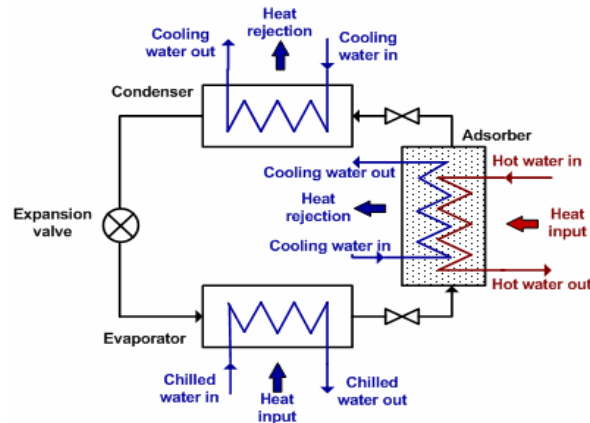 Cooling
water out
Heat
rejection
Cooling
water in
Condenser
Adsorber
Cooling water out
Hot water in
Heat
rejection
Heat
input
Expansion
valve
Cooling water in
Hot water out
Evaporator
Chilled
water in
Heat
input
Chilled
water out